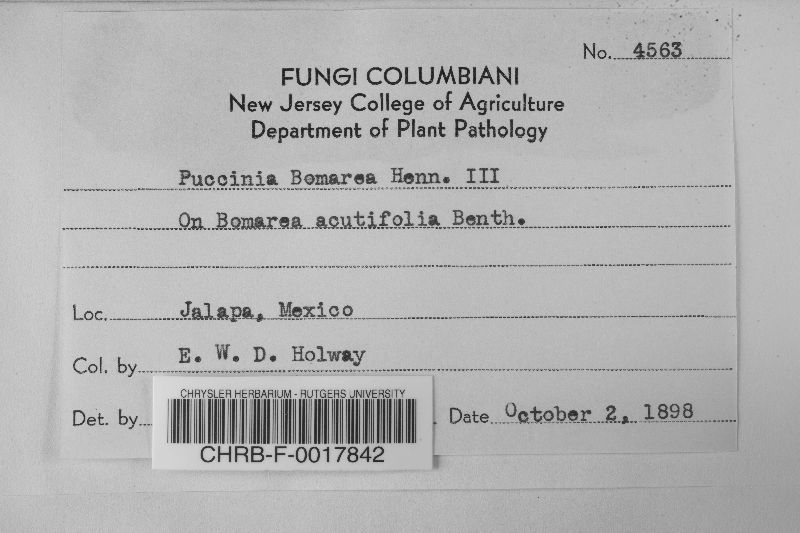 No. 4563
FUNGI COLUMBIANI
New Jersey College of Agriculture
Department of Plant Pathology
Puccinia Bomarea Henn. III
On Bomarea acutifolia Benth.
Loc. Jalapa, Mexico
Col. by E. W. D. Holway
Det. by Date October 2, 1898
CHRYSLER HERBARIUM - RUTGERS UNIVERSITY
CHRB-F-0017842